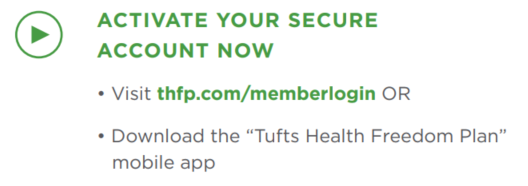 ACTIVATE YOUR SECURE
ACCOUNT NOW
• Visit thfp.com/memberlogin OR
• Download the “Tufts Health Freedom Plan”
mobile app